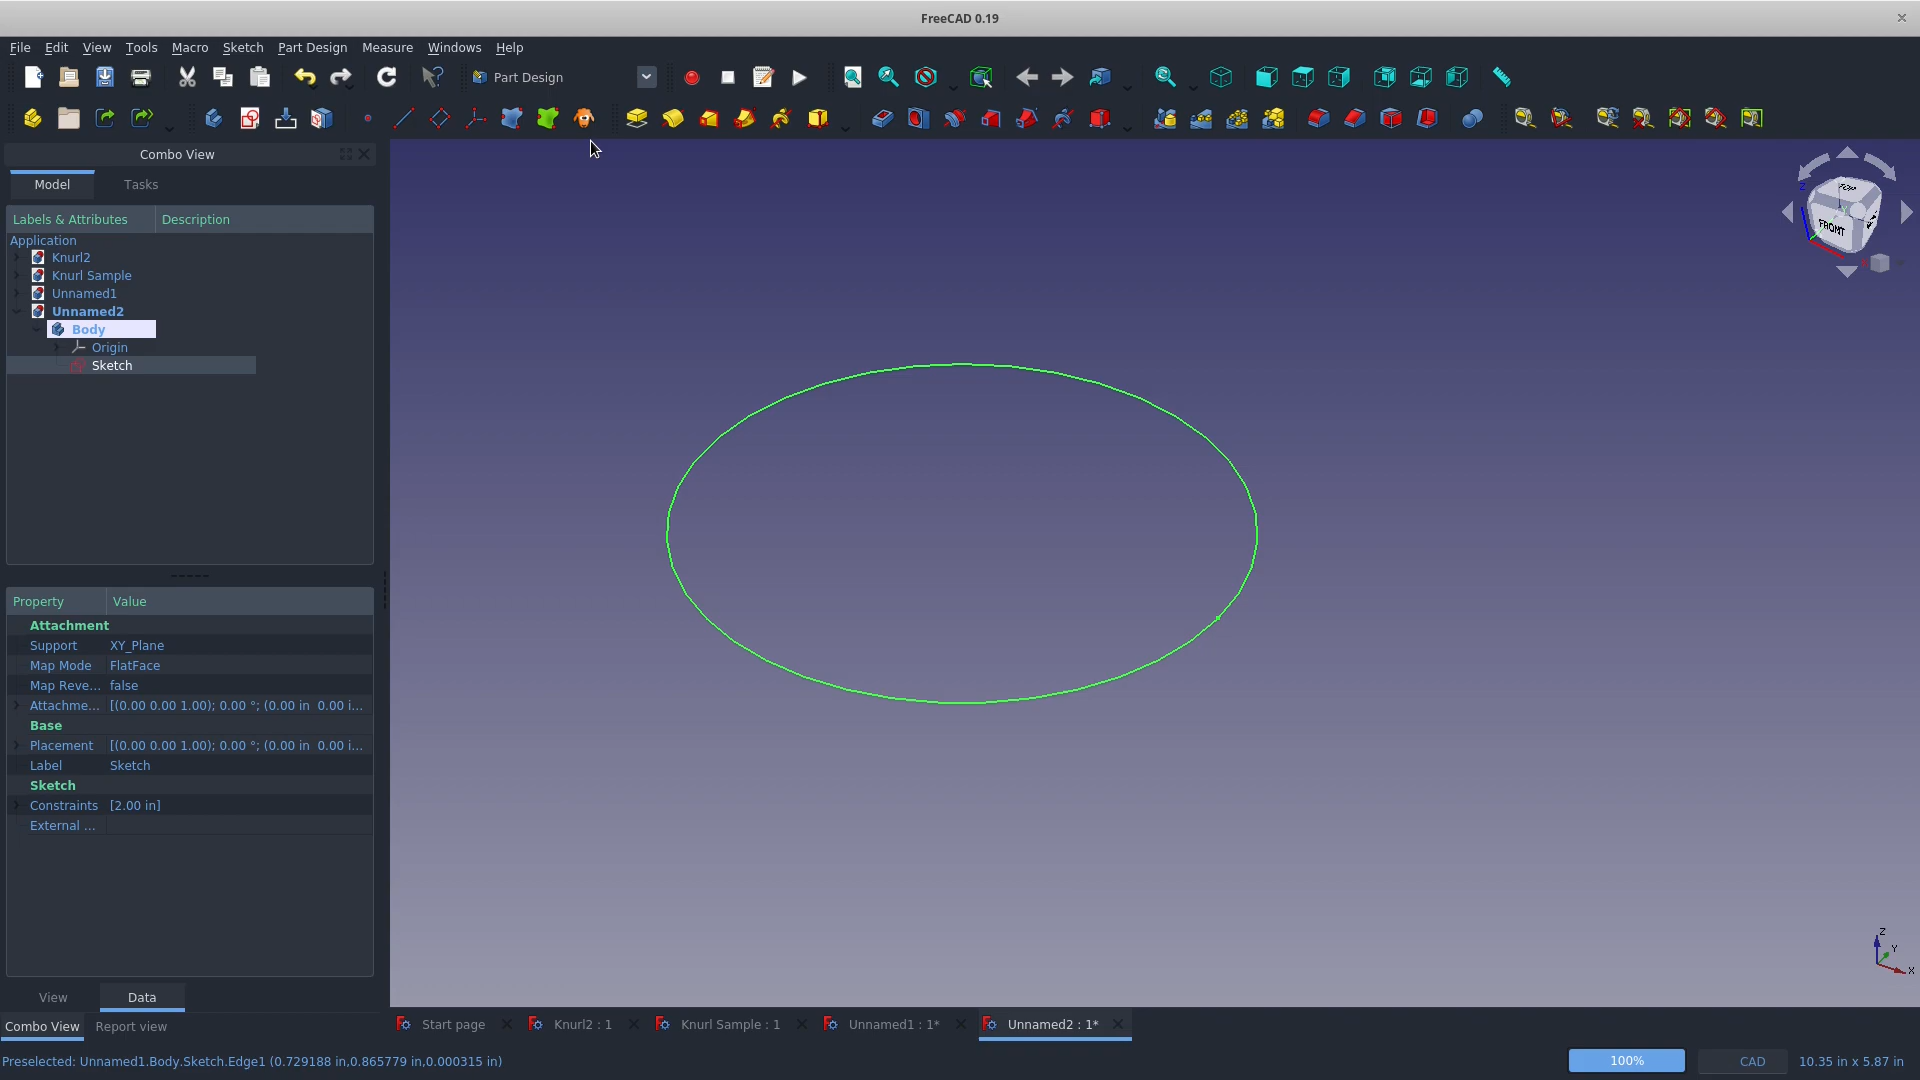 FreeCAD 0.19
File Edit View Tools Macro Sketch Part Design Measure Windows Help
Part Design
Combo View
Model Tasks
Labels & Attributes Description
Application
Knurl2
Knurl Sample
Unnamed1
Unnamed2
Body
Origin
Sketch
TOP
FRONT
Z
Property Value
Attachment
Support XY_Plane
Map Mode FlatFace
Map Reve... false
Attachme... [(0.00 0.00 1.00); 0.00 °; (0.00 in 0.00 i...
Base
Placement [(0.00 0.00 1.00); 0.00 °; (0.00 in 0.00 i...
Label Sketch
Sketch
Constraints [2.00 in]
External ...
Z
Y
X
View Data
Combo View Report view
Start page Knurl2 : 1 Knurl Sample : 1 Unnamed1 : 1* Unnamed2 : 1*
Preselected: Unnamed1.Body.Sketch.Edge1 (0.729188 in,0.865779 in,0.000315 in)
100% CAD 10.35 in x 5.87 in